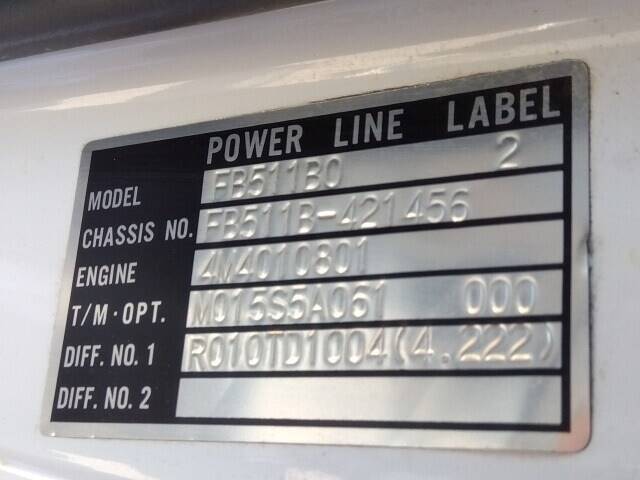 POWER LINE LABEL
MODEL FB511B0 2
CHASSIS NO. FB511B-421456
ENGINE 4M4010801
T/M·OPT. M015S5A061 000
DIFF. NO. 1 R010TD1004(4.222)
DIFF. NO. 2